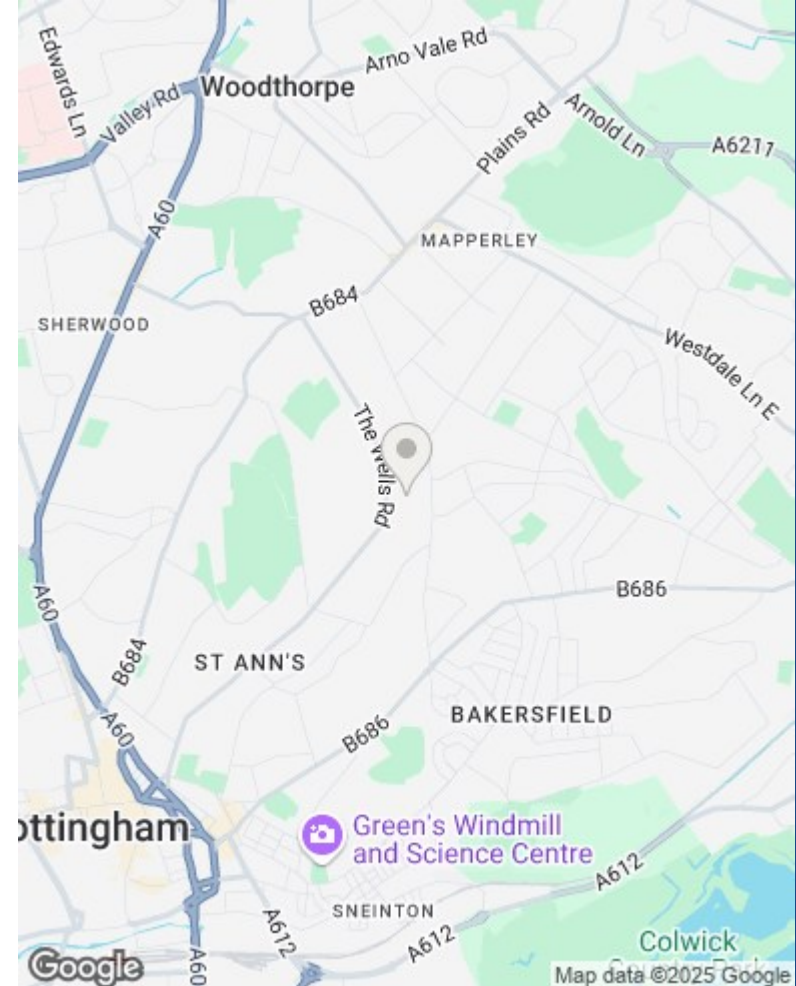 Edwards Ln
Arno Vale Rd
Woodthorpe
Valley Rd
Plains Rd
Arnold Ln
A6211
A60
MAPPERLEY
B684
SHERWOOD
Westdale Ln E
The Wells Rd
A60
B686
B684
ST ANN'S
A60
B686
BAKERSFIELD
ottingham
Green's Windmill
and Science Centre
A612
SNEINTON
A612
A612
A60
Colwick
Country Park
Google
Map data ©2025 Google